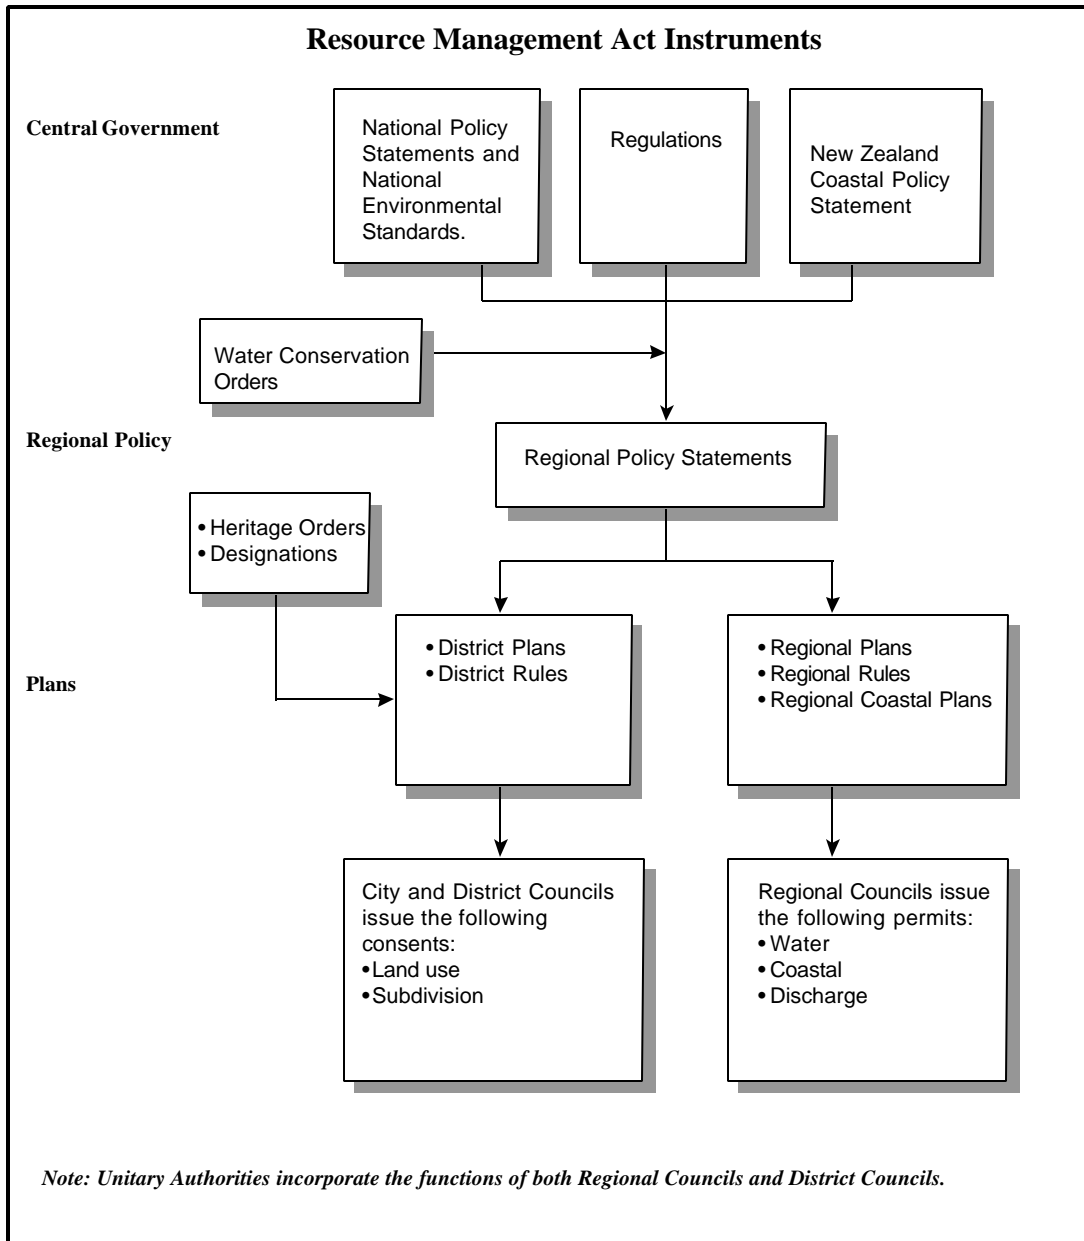 Resource Management Act Instruments
Central Government
National Policy
Statements and
National
Environmental
Standards.
Regulations
New Zealand
Coastal Policy
Statement
Water Conservation
Orders
Regional Policy
Regional Policy Statements
• Heritage Orders
• Designations
Plans
• District Plans
• District Rules
• Regional Plans
• Regional Rules
• Regional Coastal Plans
City and District Councils
issue the following
consents:
• Land use
• Subdivision
Regional Councils issue
the following permits:
• Water
• Coastal
• Discharge
Note: Unitary Authorities incorporate the functions of both Regional Councils and District Councils.